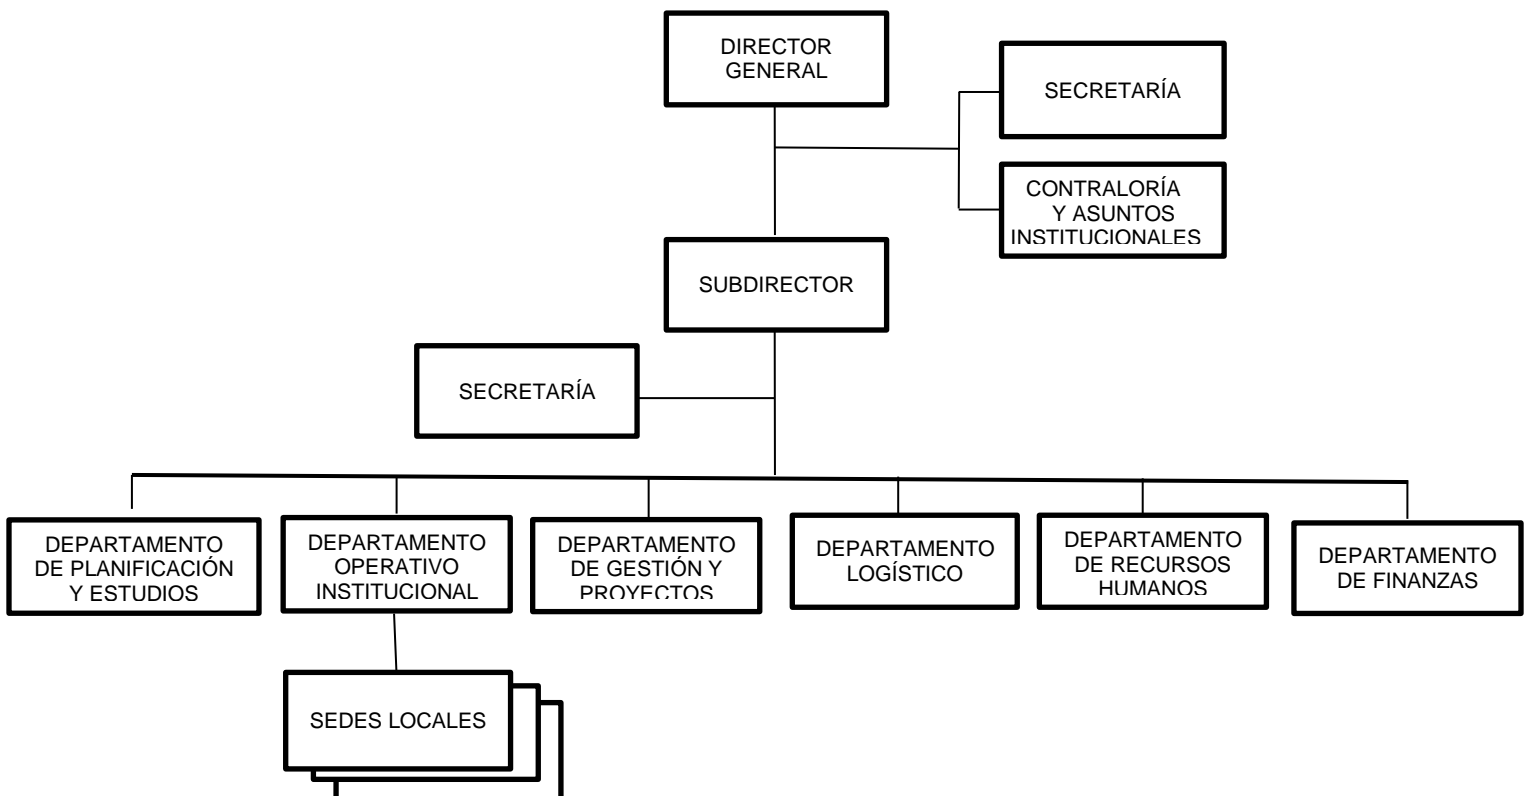 DIRECTOR
GENERAL
SECRETARÍA
CONTRALORÍA
Y ASUNTOS
INSTITUCIONALES
SUBDIRECTOR
SECRETARÍA
DEPARTAMENTO
DE PLANIFICACIÓN
Y ESTUDIOS
DEPARTAMENTO
OPERATIVO
INSTITUCIONAL
DEPARTAMENTO
DE GESTIÓN Y
PROYECTOS
DEPARTAMENTO
LOGÍSTICO
DEPARTAMENTO
DE RECURSOS
HUMANOS
DEPARTAMENTO
DE FINANZAS
SEDES LOCALES